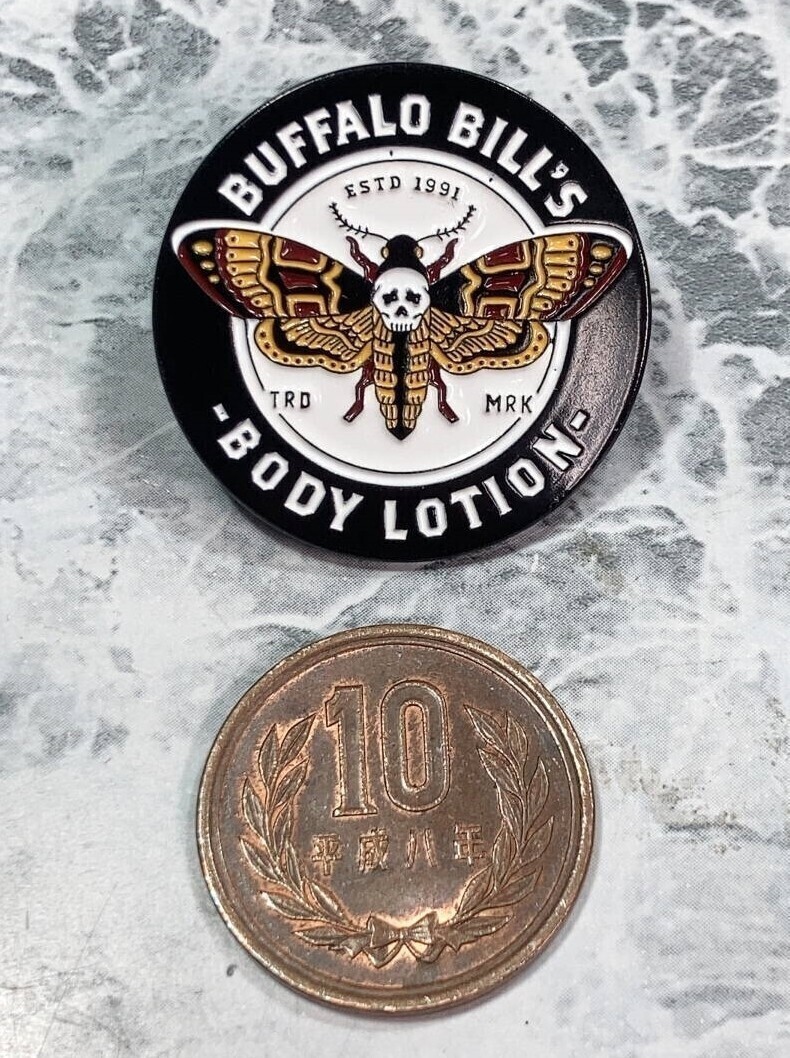 BUFFALO BILL'S
ESTD 1991
TRD MRK
-BODY LOTION-
10
平成八年